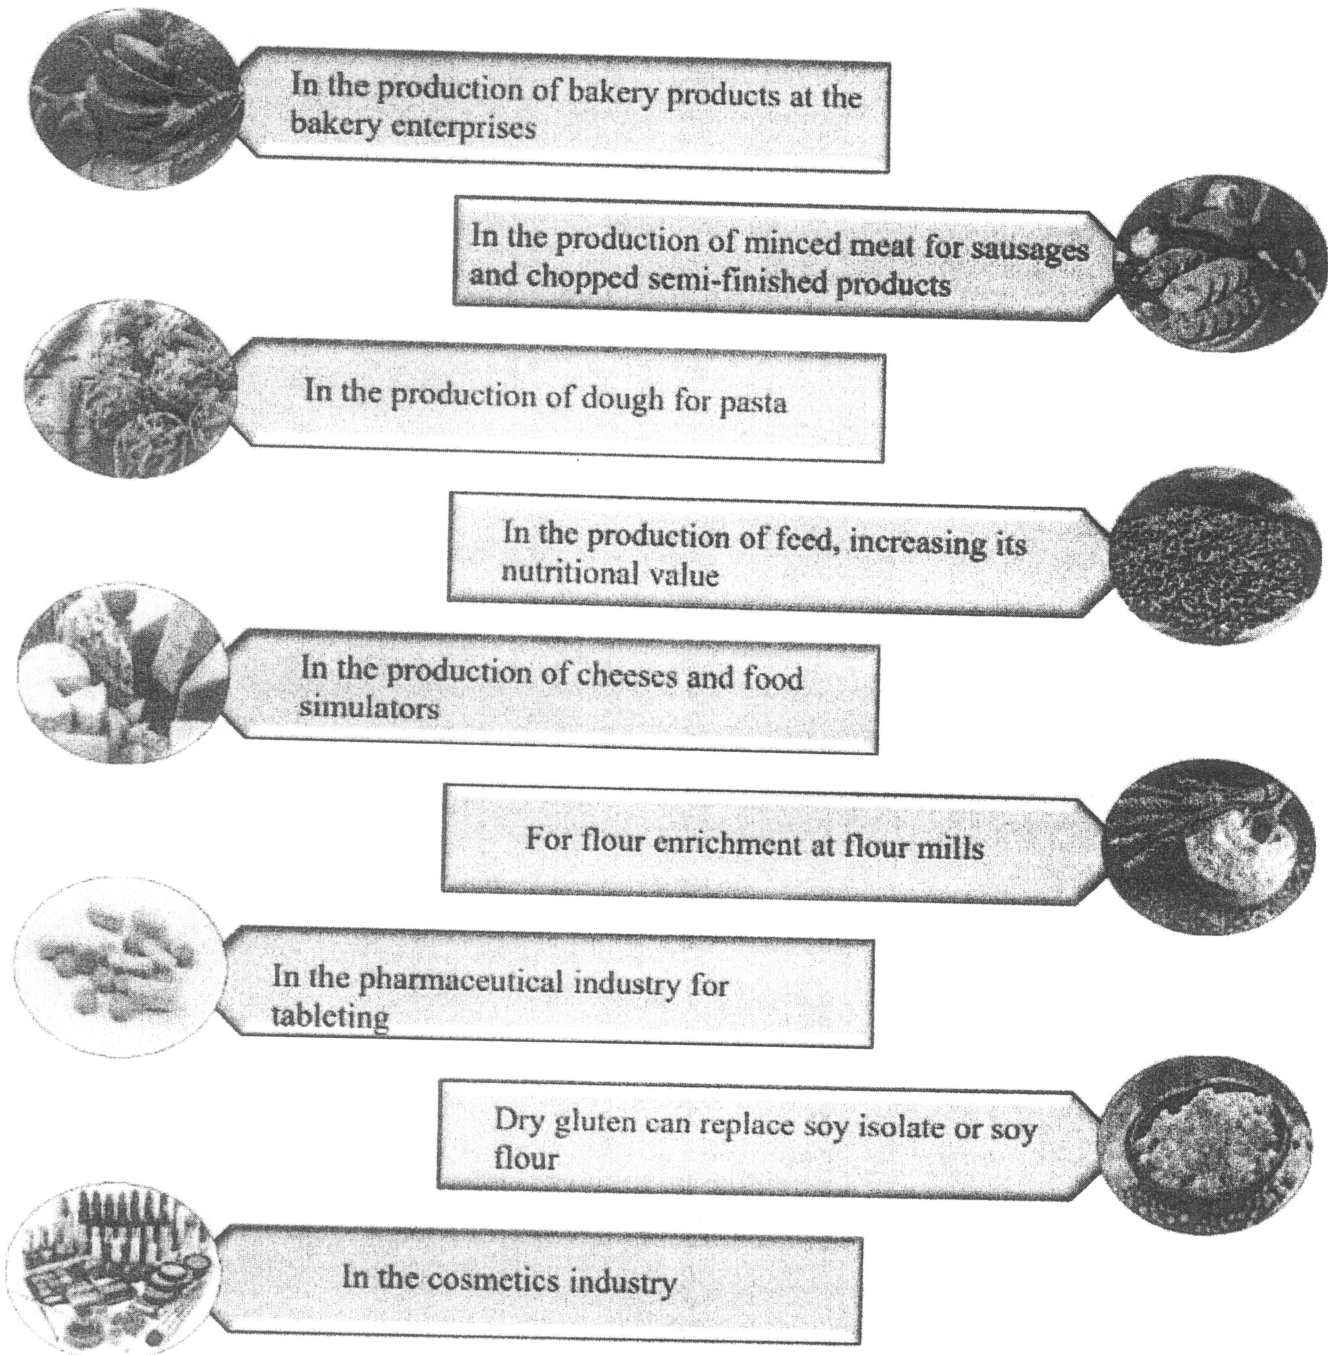 In the production of bakery products at the
bakery enterprises
In the production of minced meat for sausages
and chopped semi-finished products
In the production of dough for pasta
In the production of feed, increasing its
nutritional value
In the production of cheeses and food
simulators
For flour enrichment at flour mills
In the pharmaceutical industry for
tableting
Dry gluten can replace soy isolate or soy
flour
In the cosmetics industry